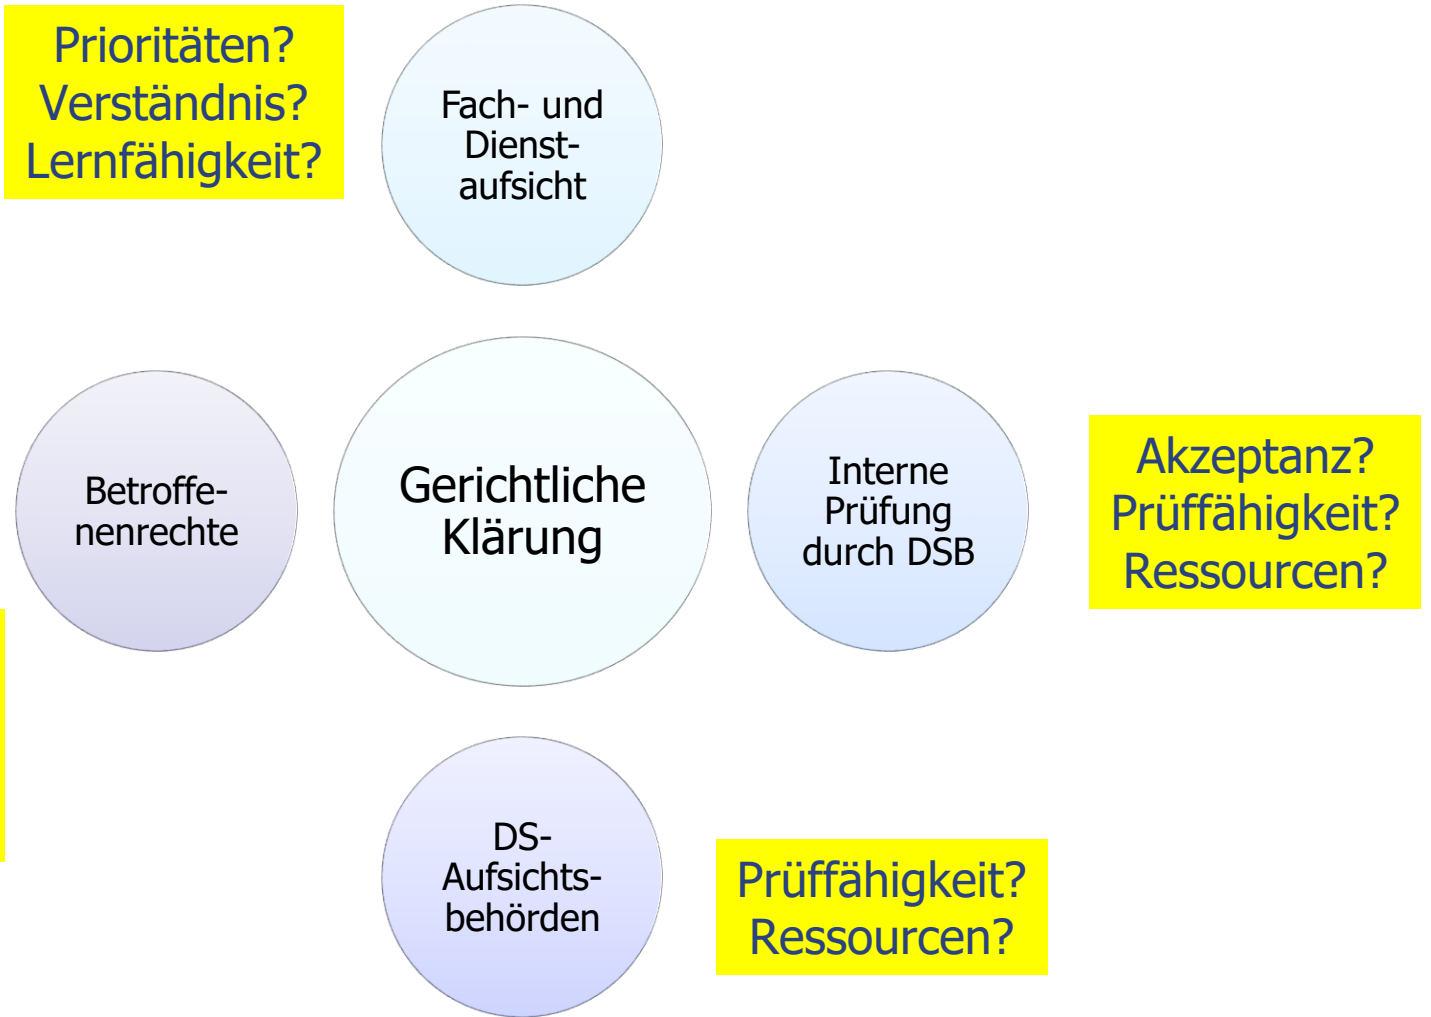 Prioritäten?
Verständnis?
Lernfähigkeit?
Fach- und
Dienst-
aufsicht
Betroffe-
nenrechte
Gerichtliche
Klärung
Interne
Prüfung
durch DSB
Akzeptanz?
Prüffähigkeit?
Ressourcen?
DS-
Aufsichts-
behörden
Prüffähigkeit?
Ressourcen?